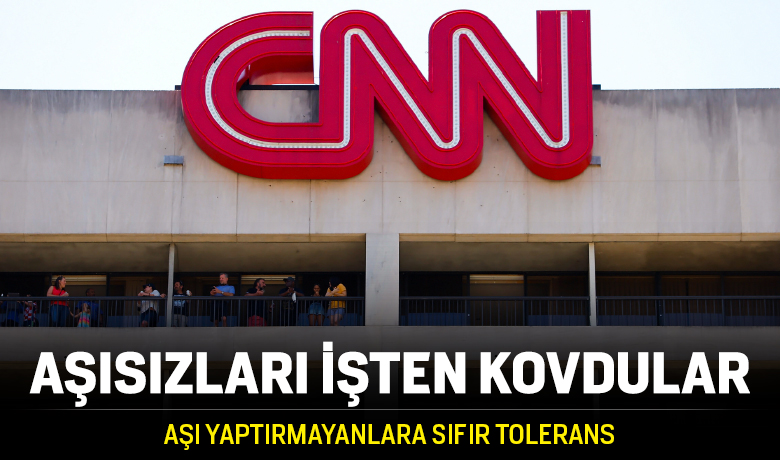 CNN
AŞISIZLARI İŞTEN KOVDULAR
AŞI YAPTIRMAYANLARA SIFIR TOLERANS